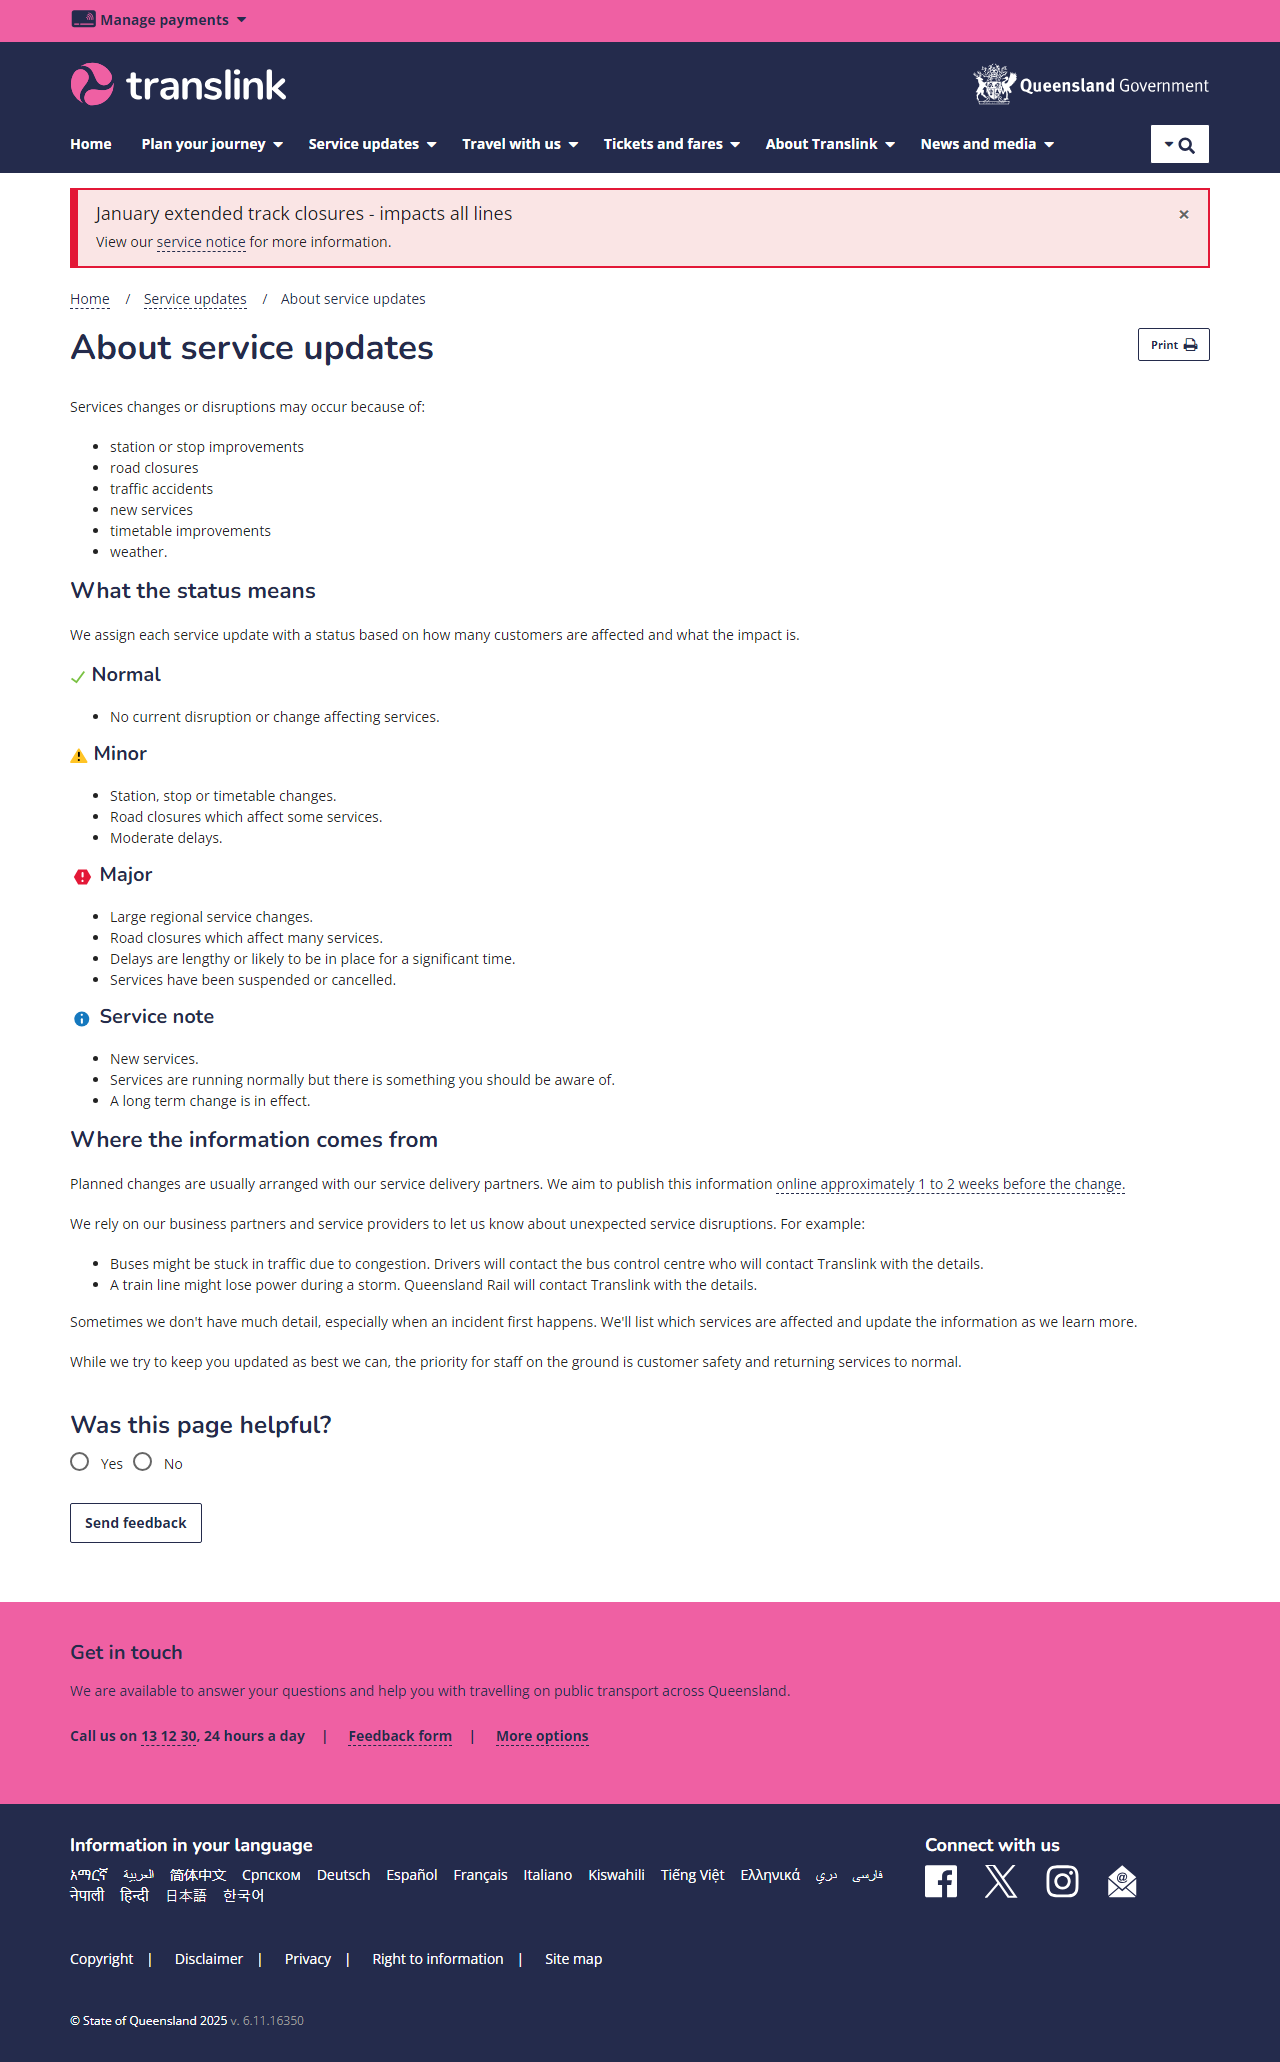 Manage payments
translink
Queensland Government
Home Plan your journey Service updates Travel with us Tickets and fares About Translink News and media
January extended track closures - impacts all lines ×
View our service notice for more information.
Home / Service updates / About service updates
About service updates
Print
Services changes or disruptions may occur because of:
• station or stop improvements
• road closures
• traffic accidents
• new services
• timetable improvements
• weather.
What the status means
We assign each service update with a status based on how many customers are affected and what the impact is.
Normal
• No current disruption or change affecting services.
Minor
• Station, stop or timetable changes.
• Road closures which affect some services.
• Moderate delays.
Major
• Large regional service changes.
• Road closures which affect many services.
• Delays are lengthy or likely to be in place for a significant time.
• Services have been suspended or cancelled.
Service note
• New services.
• Services are running normally but there is something you should be aware of.
• A long term change is in effect.
Where the information comes from
Planned changes are usually arranged with our service delivery partners. We aim to publish this information online approximately 1 to 2 weeks before the change.
We rely on our business partners and service providers to let us know about unexpected service disruptions. For example:
• Buses might be stuck in traffic due to congestion. Drivers will contact the bus control centre who will contact Translink with the details.
• A train line might lose power during a storm. Queensland Rail will contact Translink with the details.
Sometimes we don't have much detail, especially when an incident first happens. We'll list which services are affected and update the information as we learn more.
While we try to keep you updated as best we can, the priority for staff on the ground is customer safety and returning services to normal.
Was this page helpful?
Yes No
Send feedback
Get in touch
We are available to answer your questions and help you with travelling on public transport across Queensland.
Call us on 13 12 30, 24 hours a day | Feedback form | More options
Information in your language
አማርኛ العربية 简体中文 Српском Deutsch Español Français Italiano Kiswahili Tiếng Việt Ελληνικά دري فارسی
नेपाली हिन्दी 日本語 한국어
Connect with us
Copyright | Disclaimer | Privacy | Right to information | Site map
© State of Queensland 2025 v. 6.11.16350